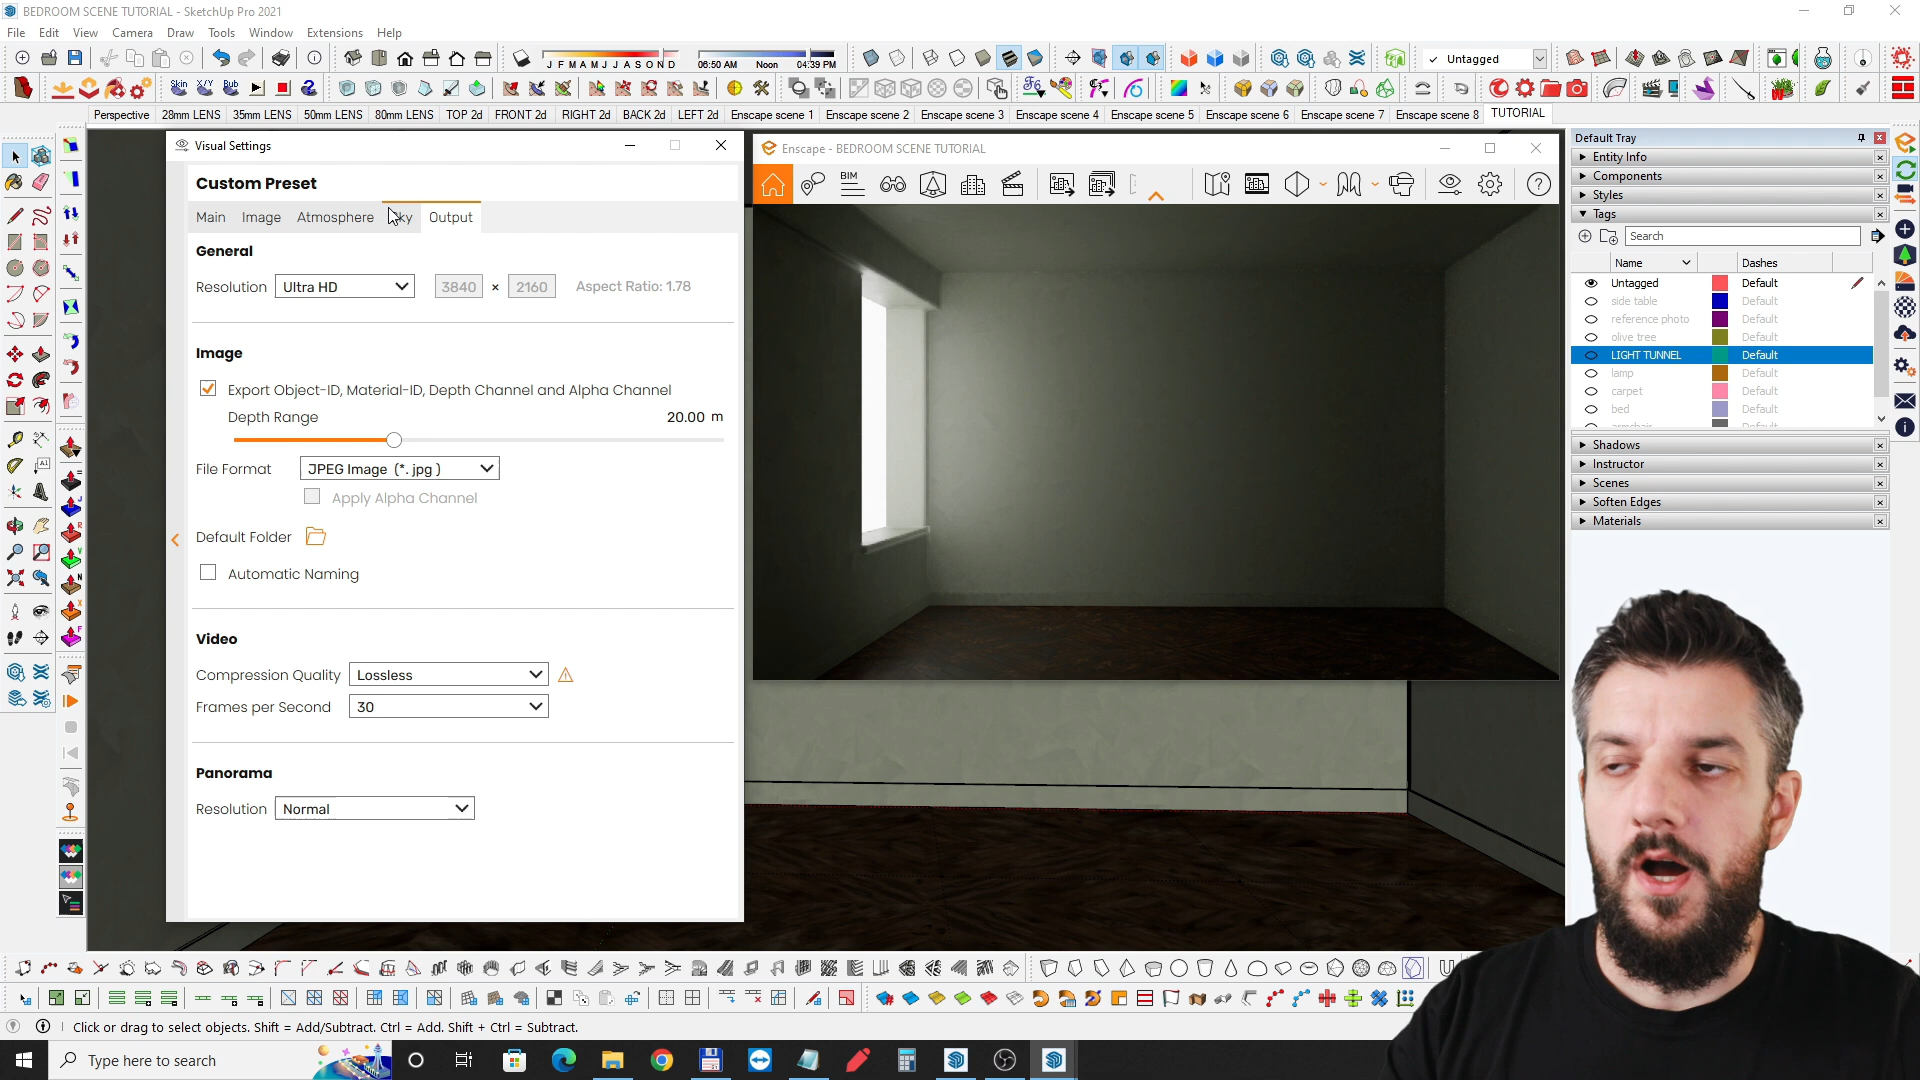 BEDROOM SCENE TUTORIAL - SketchUp Pro 2021
File Edit View Camera Draw Tools Window Extensions Help
J F M A M J J A S O N D 06:50 AM Noon 04:39 PM
Untagged
Skin X/Y Bub
Perspective 28mm LENS 35mm LENS 50mm LENS 80mm LENS TOP 2d FRONT 2d RIGHT 2d BACK 2d LEFT 2d Enscape scene 1 Enscape scene 2 Enscape scene 3 Enscape scene 4 Enscape scene 5 Enscape scene 6 Enscape scene 7 Enscape scene 8 TUTORIAL
Visual Settings
Custom Preset
Main Image Atmosphere Output
General
Resolution Ultra HD 3840 × 2160 Aspect Ratio: 1.78
Image
Export Object-ID, Material-ID, Depth Channel and Alpha Channel
Depth Range 20.00 m
File Format JPEG Image (*.jpg )
Apply Alpha Channel
Default Folder
Automatic Naming
Video
Compression Quality Lossless
Frames per Second 30
Panorama
Resolution Normal
Enscape - BEDROOM SCENE TUTORIAL
BIM
Default Tray
Entity Info
Components
Styles
Tags
Search
Name Dashes
Untagged Default
side table Default
reference photo Default
olive tree Default
LIGHT TUNNEL Default
lamp Default
carpet Default
bed Default
Shadows
Instructor
Scenes
Soften Edges
Materials
Click or drag to select objects. Shift = Add/Subtract. Ctrl = Add. Shift + Ctrl = Subtract.
Type here to search